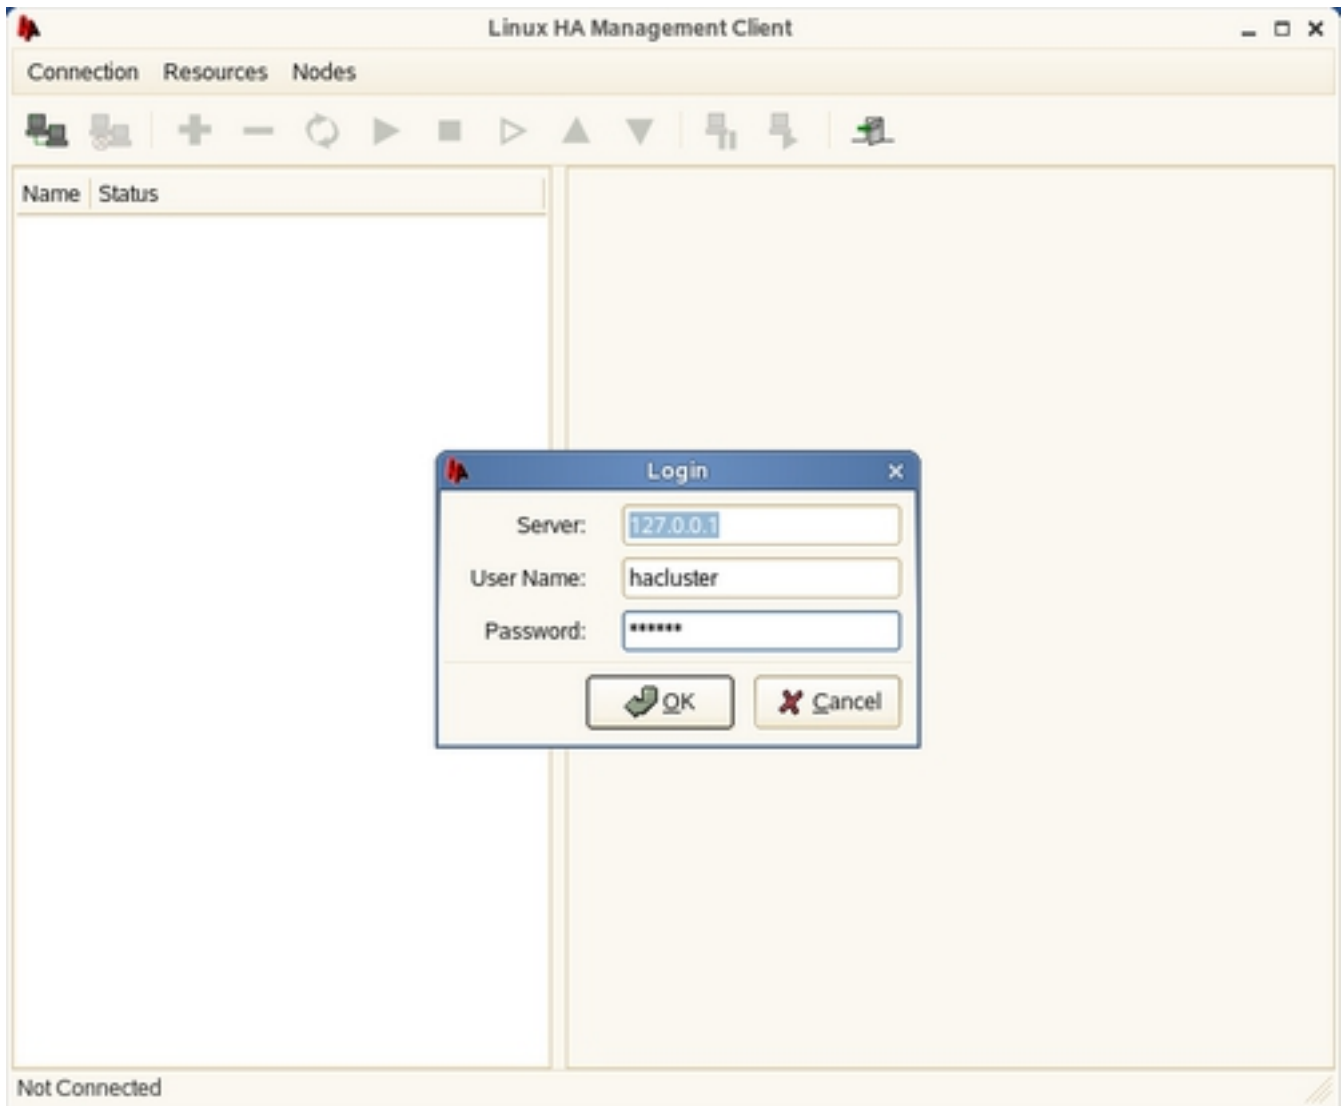 Linux HA Management Client
Connection Resources Nodes
Name Status
Login
Server: 127.0.0.1
User Name: hacluster
Password: ******
OK Cancel
Not Connected